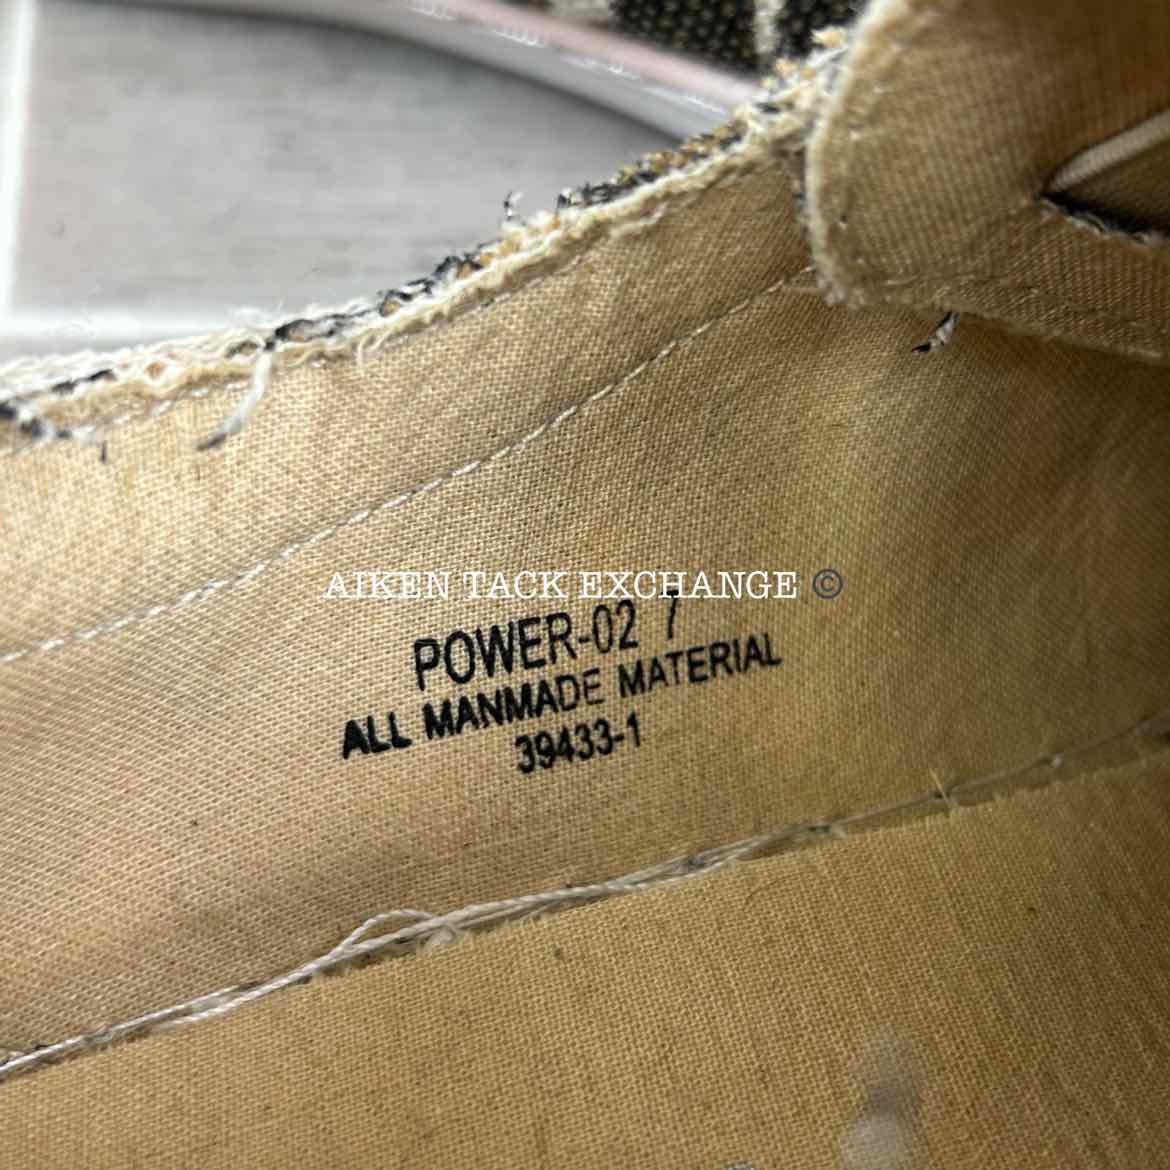 AIKEN TACK EXCHANGE ©
POWER-02 7
ALL MANMADE MATERIAL
39433-1